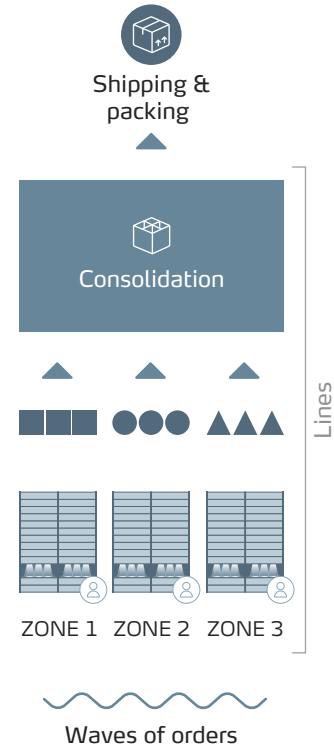 Shipping &
packing
Consolidation
Lines
ZONE 1 ZONE 2 ZONE 3
Waves of orders